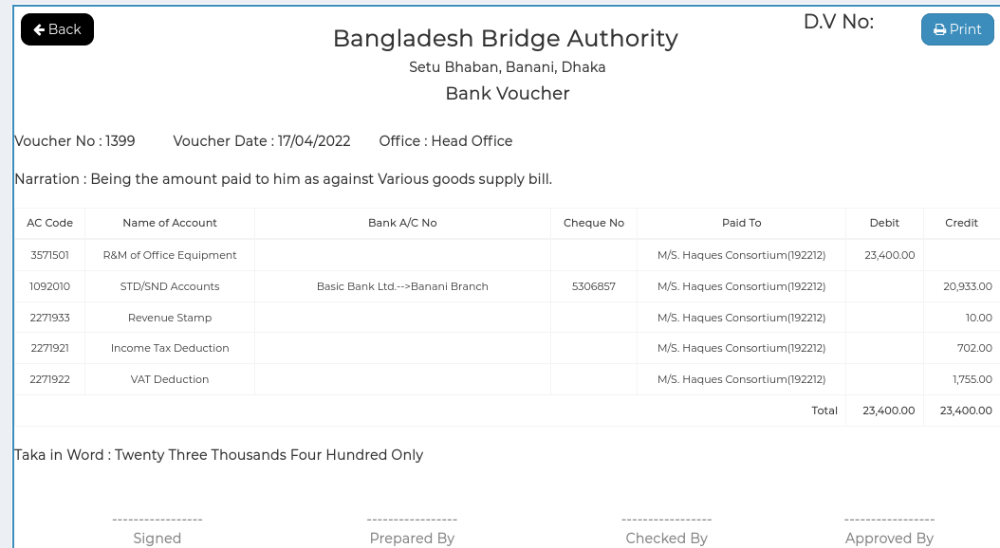 Back
D.V No:
Print
Bangladesh Bridge Authority
Setu Bhaban, Banani, Dhaka
Bank Voucher
Voucher No : 1399 Voucher Date : 17/04/2022 Office : Head Office
Narration : Being the amount paid to him as against Various goods supply bill.
AC Code Name of Account Bank A/C No Cheque No Paid To Debit Credit
3571501 R&M of Office Equipment M/S. Haques Consortium(192212) 23,400.00
1092010 STD/SND Accounts Basic Bank Ltd.-->Banani Branch 5306857 M/S. Haques Consortium(192212) 20,933.00
2271933 Revenue Stamp M/S. Haques Consortium(192212) 10.00
2271921 Income Tax Deduction M/S. Haques Consortium(192212) 702.00
2271922 VAT Deduction M/S. Haques Consortium(192212) 1,755.00
Total 23,400.00 23,400.00
Taka in Word : Twenty Three Thousands Four Hundred Only
---------------- ---------------- ---------------- ----------------
Signed Prepared By Checked By Approved By